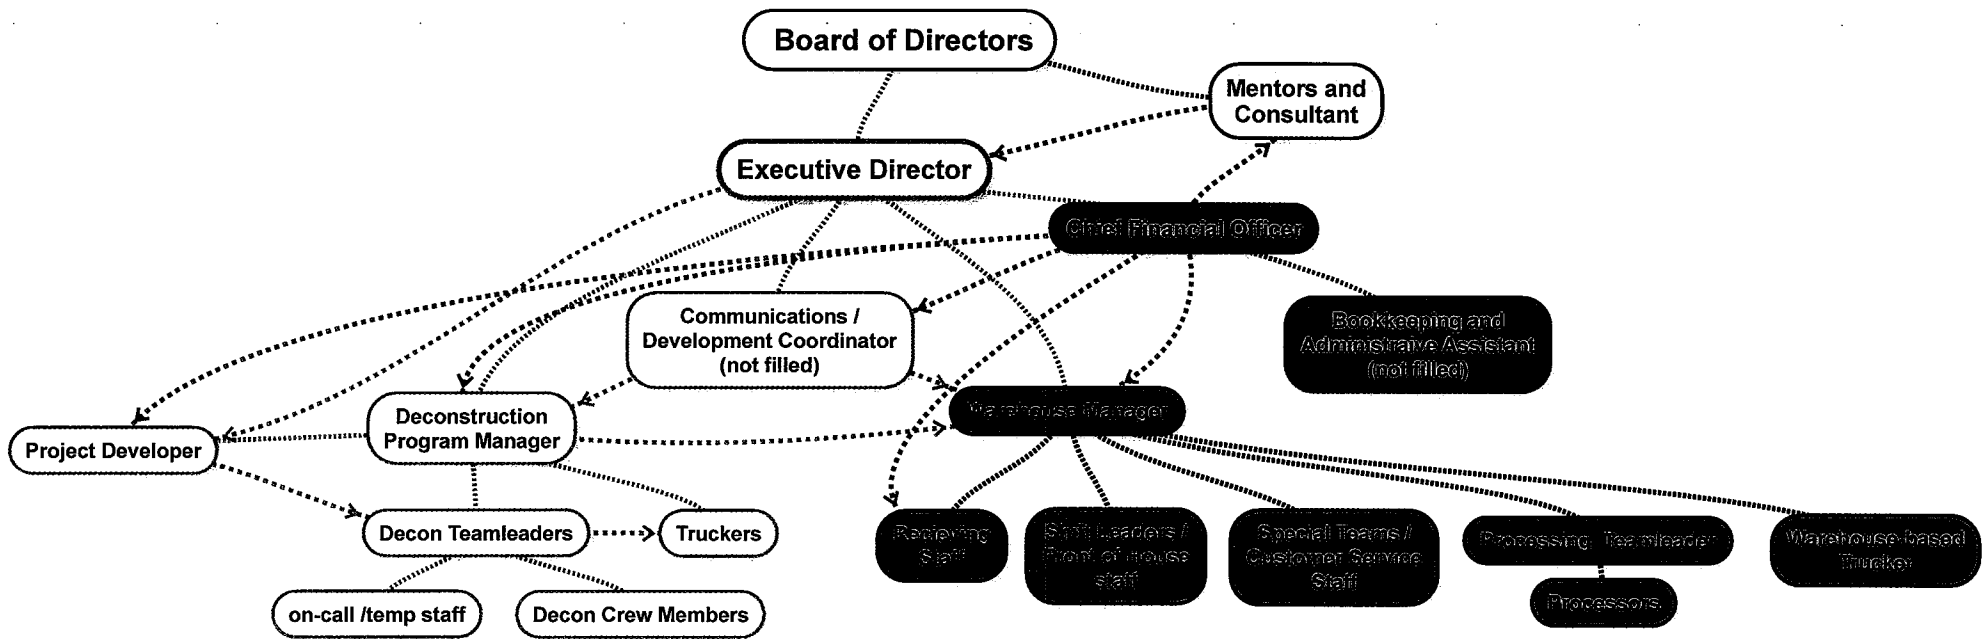 Board of Directors
Mentors and
Consultant
Executive Director
Chief Financial Officer
Communications /
Development Coordinator
(not filled)
Bookkeeping and
Administraive Assistant
(not filled)
Warehouse Manager
Deconstruction
Program Manager
Project Developer
Decon Teamleaders
Truckers
Recieving
Staff
Shift Leaders /
Front of House
staff
Special Teams /
Customer Service
Staff
Processing Teamleader
Warehouse-based
Trucker
on-call /temp staff
Decon Crew Members
Processors